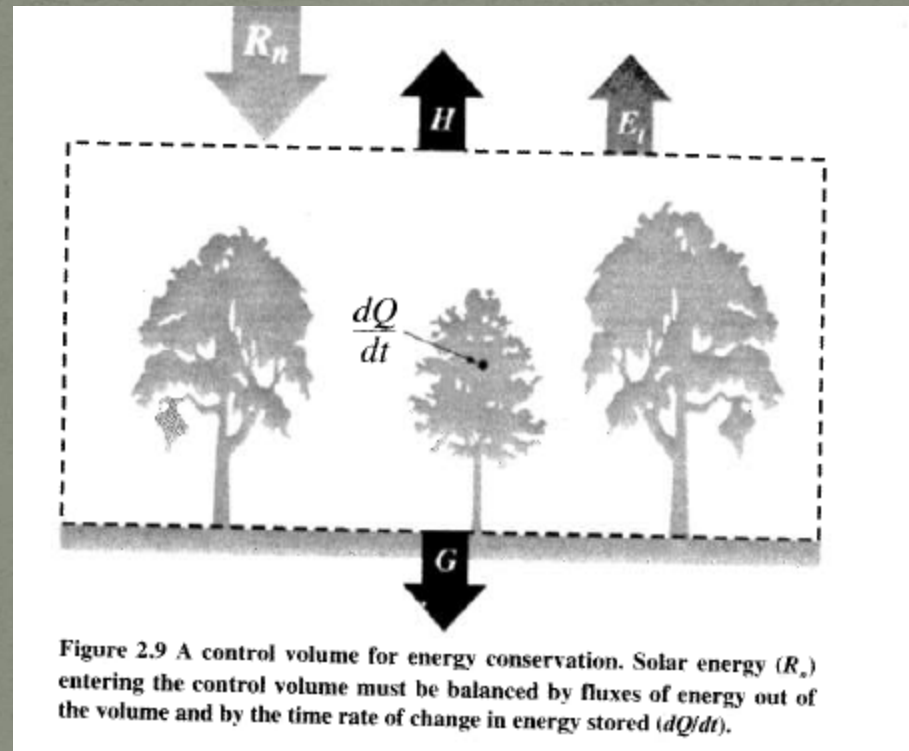 Rn
H
El
dQ
dt
G
Figure 2.9 A control volume for energy conservation. Solar energy (Rn)
entering the control volume must be balanced by fluxes of energy out of
the volume and by the time rate of change in energy stored (dQ/dt).